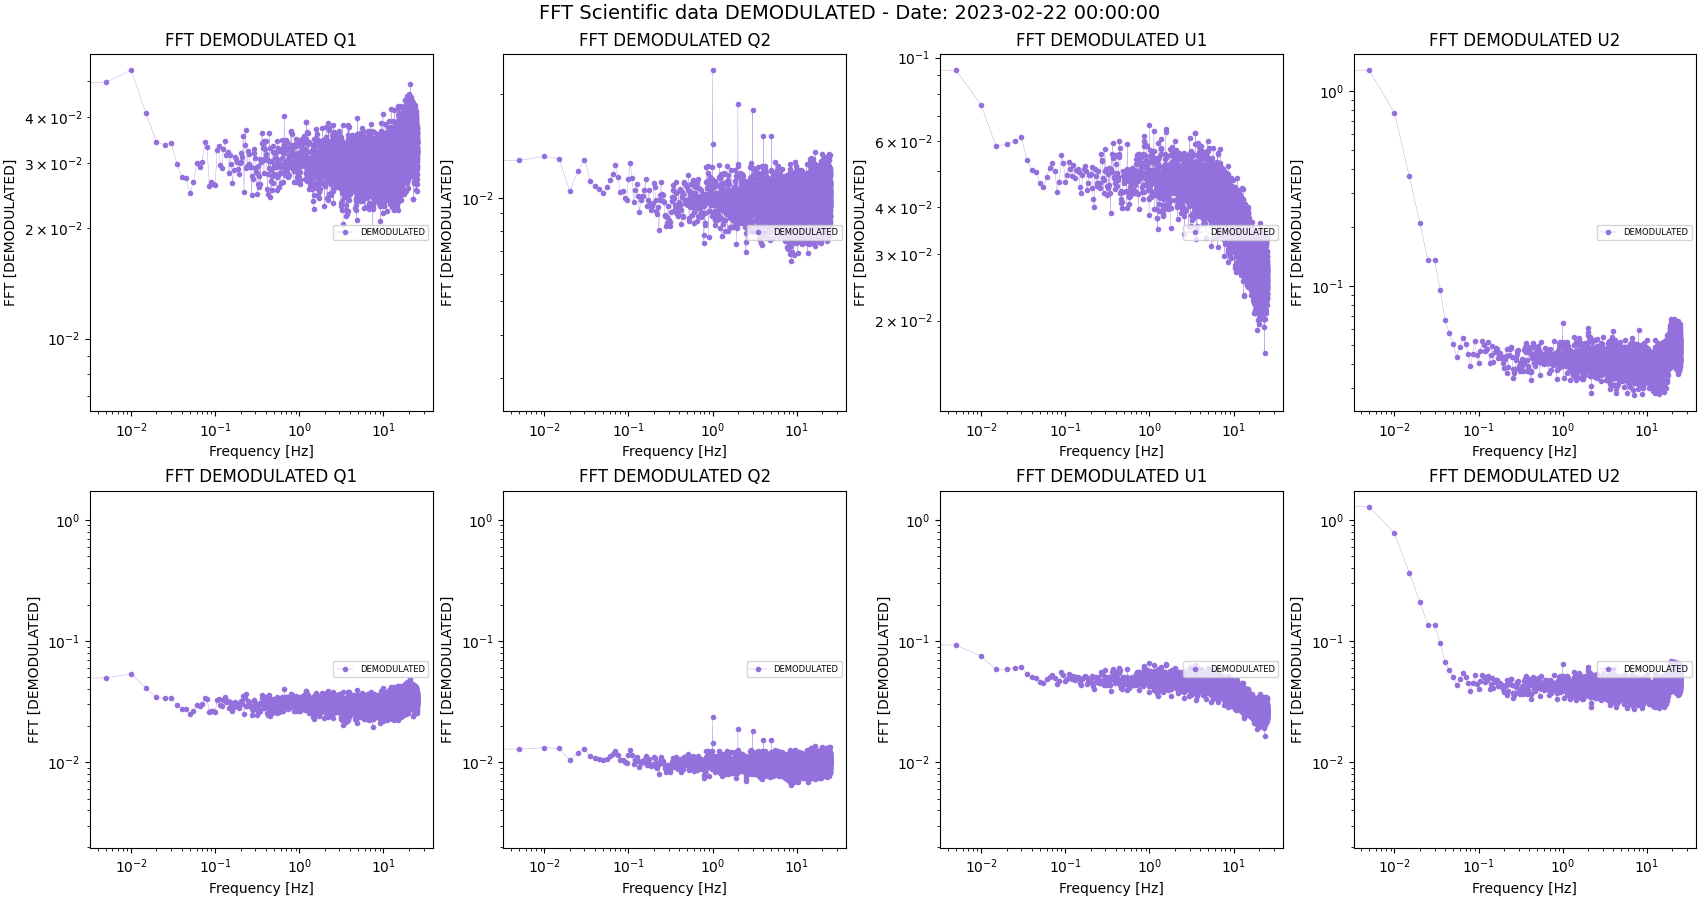 FFT Scientific data DEMODULATED - Date: 2023-02-22 00:00:00
FFT DEMODULATED Q1
FFT [DEMODULATED]
4 × 10⁻²
3 × 10⁻²
2 × 10⁻²
10⁻²
DEMODULATED
10⁻² 10⁻¹ 10⁰ 10¹
Frequency [Hz]
FFT DEMODULATED Q2
FFT [DEMODULATED]
10⁻²
DEMODULATED
10⁻² 10⁻¹ 10⁰ 10¹
Frequency [Hz]
FFT DEMODULATED U1
FFT [DEMODULATED]
10⁻¹
6 × 10⁻²
4 × 10⁻²
3 × 10⁻²
2 × 10⁻²
DEMODULATED
10⁻² 10⁻¹ 10⁰ 10¹
Frequency [Hz]
FFT DEMODULATED U2
FFT [DEMODULATED]
10⁰
10⁻¹
DEMODULATED
10⁻² 10⁻¹ 10⁰ 10¹
Frequency [Hz]
FFT DEMODULATED Q1
FFT [DEMODULATED]
10⁰
10⁻¹
10⁻²
DEMODULATED
10⁻² 10⁻¹ 10⁰ 10¹
Frequency [Hz]
FFT DEMODULATED Q2
FFT [DEMODULATED]
10⁰
10⁻¹
10⁻²
DEMODULATED
10⁻² 10⁻¹ 10⁰ 10¹
Frequency [Hz]
FFT DEMODULATED U1
FFT [DEMODULATED]
10⁰
10⁻¹
10⁻²
DEMODULATED
10⁻² 10⁻¹ 10⁰ 10¹
Frequency [Hz]
FFT DEMODULATED U2
FFT [DEMODULATED]
10⁰
10⁻¹
10⁻²
DEMODULATED
10⁻² 10⁻¹ 10⁰ 10¹
Frequency [Hz]